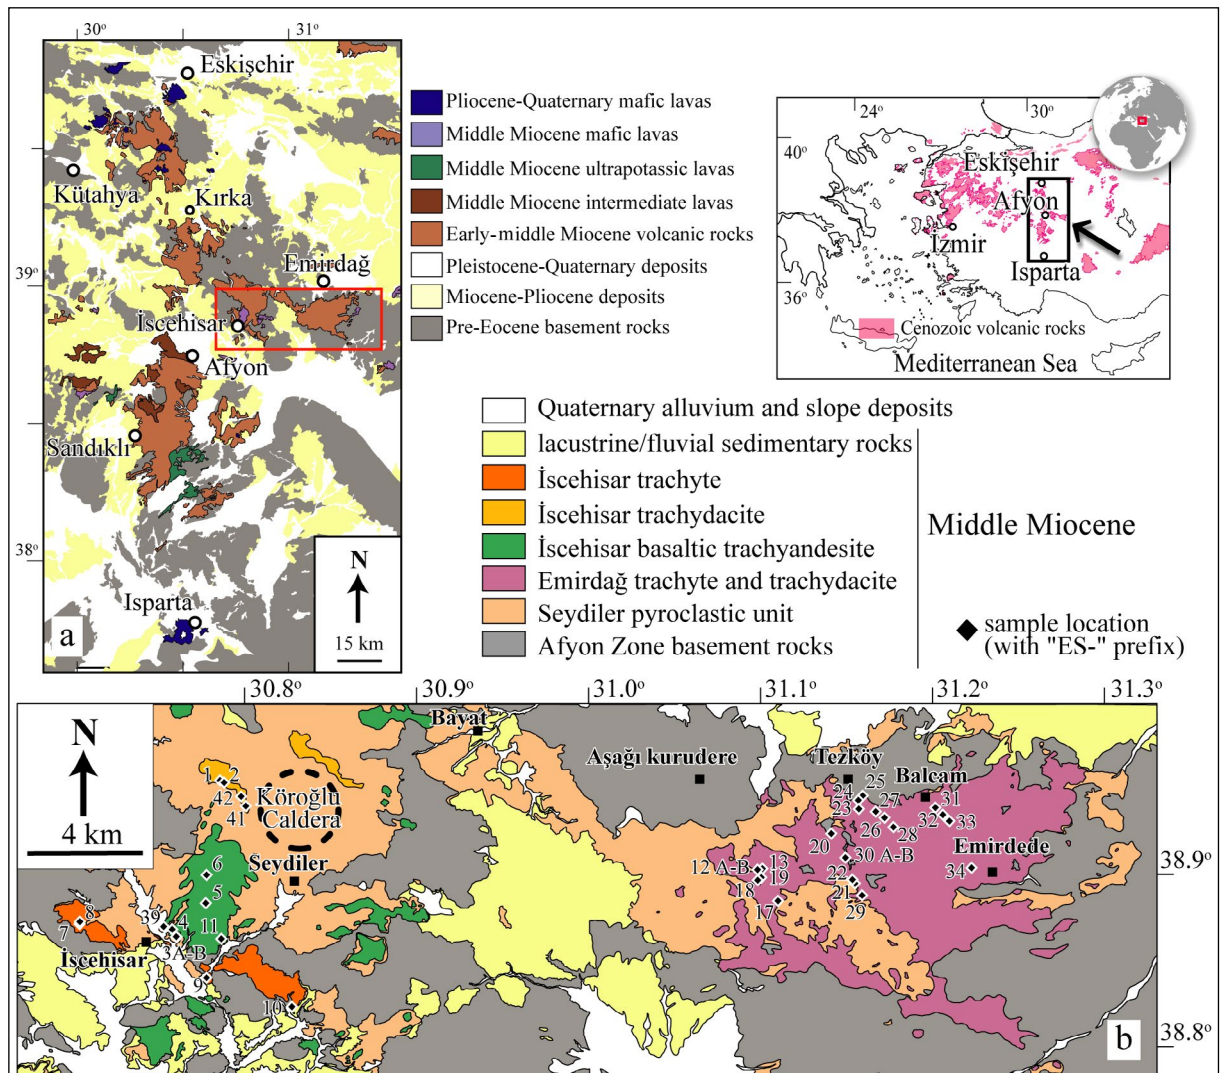 30°
31°
Eskişchir
Kütahya
Kırka
39°
Emirdağ
İscehisar
Afyon
Sandıklı
38°
Isparta
a
N
15 km
Pliocene-Quaternary mafic lavas
Middle Miocene mafic lavas
Middle Miocene ultrapotassic lavas
Middle Miocene intermediate lavas
Early-middle Miocene volcanic rocks
Pleistocene-Quaternary deposits
Miocene-Pliocene deposits
Pre-Eocene basement rocks
24°
30°
40°
Eskişehir
Afyon
İzmir
Isparta
36°
Cenozoic volcanic rocks
Mediterranean Sea
Quaternary alluvium and slope deposits
lacustrine/fluvial sedimentary rocks
İscehisar trachyte
İscehisar trachydacite
İscehisar basaltic trachyandesite
Emirdağ trachyte and trachydacite
Seydiler pyroclastic unit
Afyon Zone basement rocks
Middle Miocene
sample location
(with "ES-" prefix)
30.8°
30.9°
31.0°
31.1°
31.2°
31.3°
N
4 km
Bayat
Aşağı kurudere
Tezköy
Balcam
Emirdede
Köroğlu
Caldera
Seydiler
İscehisar
1
2
42
41
6
5
8
7
39
4
3A-B
11
9
10
12 A-B
13
19
18
17
20
24
25
23
27
26
28
30 A-B
22
21
29
31
32
33
34
38.9°
38.8°
b